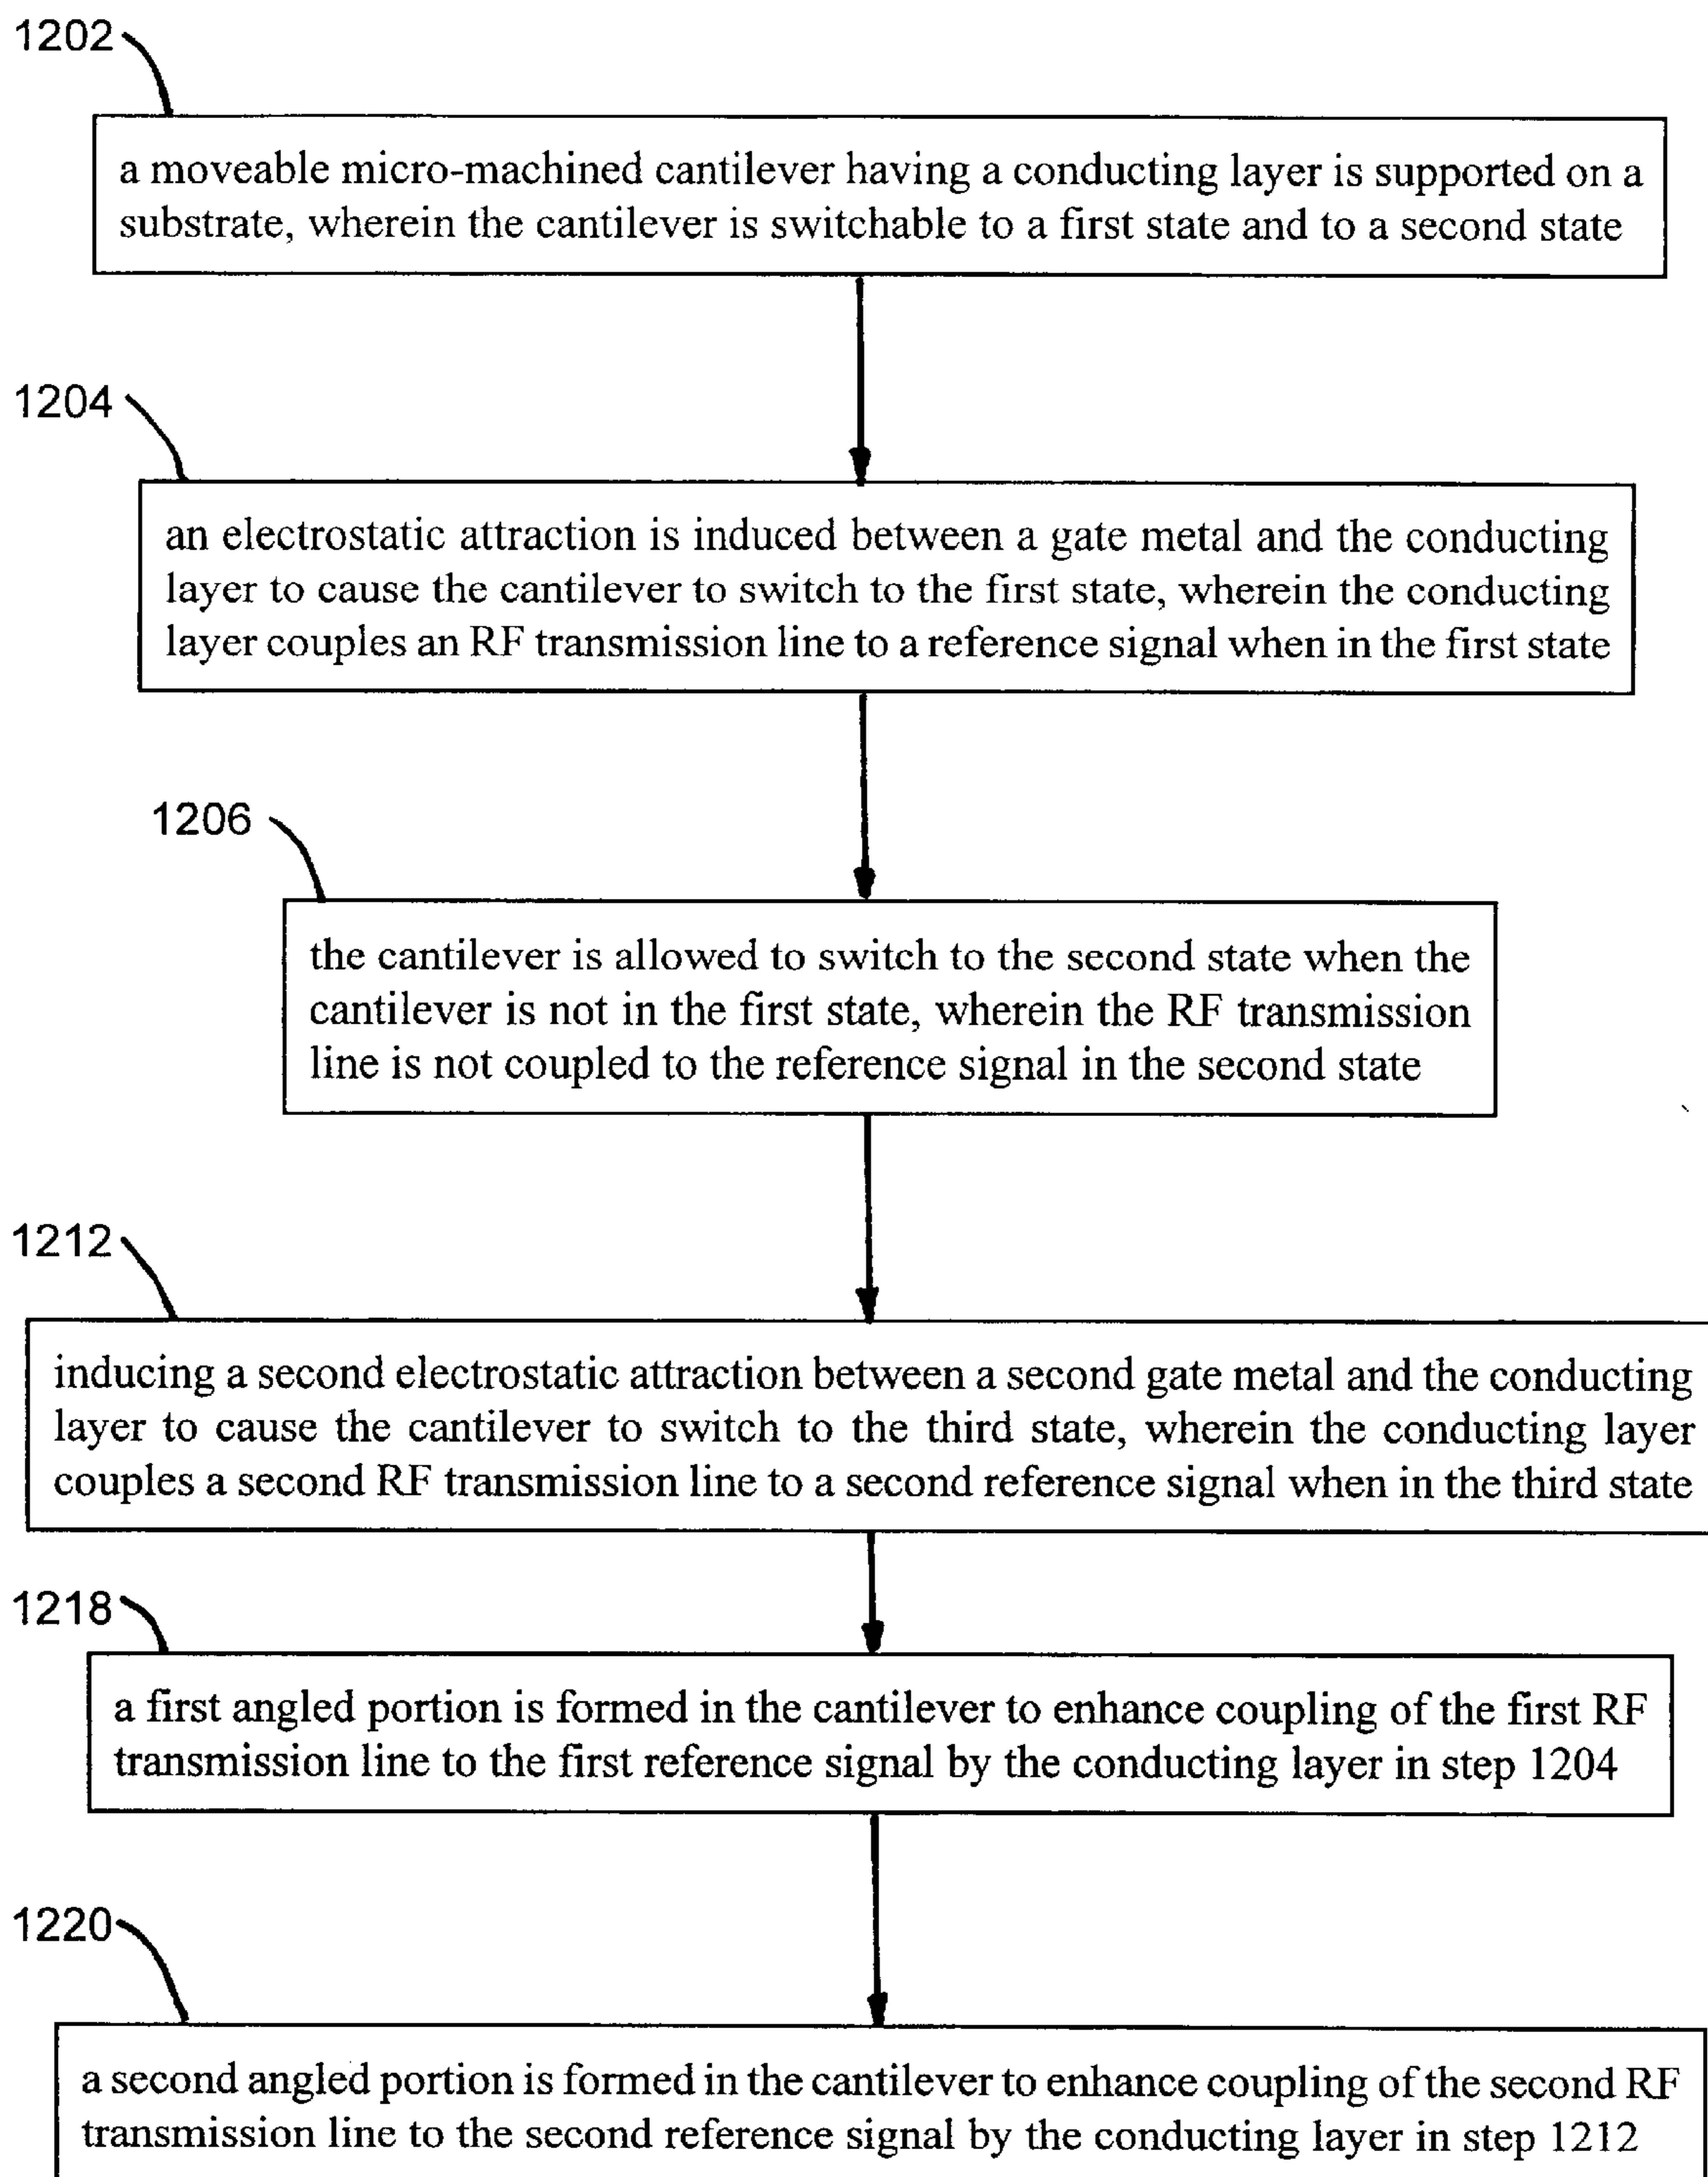 1202
a moveable micro-machined cantilever having a conducting layer is supported on a
substrate, wherein the cantilever is switchable to a first state and to a second state
1204
an electrostatic attraction is induced between a gate metal and the conducting
layer to cause the cantilever to switch to the first state, wherein the conducting
layer couples an RF transmission line to a reference signal when in the first state
1206
the cantilever is allowed to switch to the second state when the
cantilever is not in the first state, wherein the RF transmission
line is not coupled to the reference signal in the second state
1212
inducing a second electrostatic attraction between a second gate metal and the conducting
layer to cause the cantilever to switch to the third state, wherein the conducting layer
couples a second RF transmission line to a second reference signal when in the third state
1218
a first angled portion is formed in the cantilever to enhance coupling of the first RF
transmission line to the first reference signal by the conducting layer in step 1204
1220
a second angled portion is formed in the cantilever to enhance coupling of the second RF
transmission line to the second reference signal by the conducting layer in step 1212